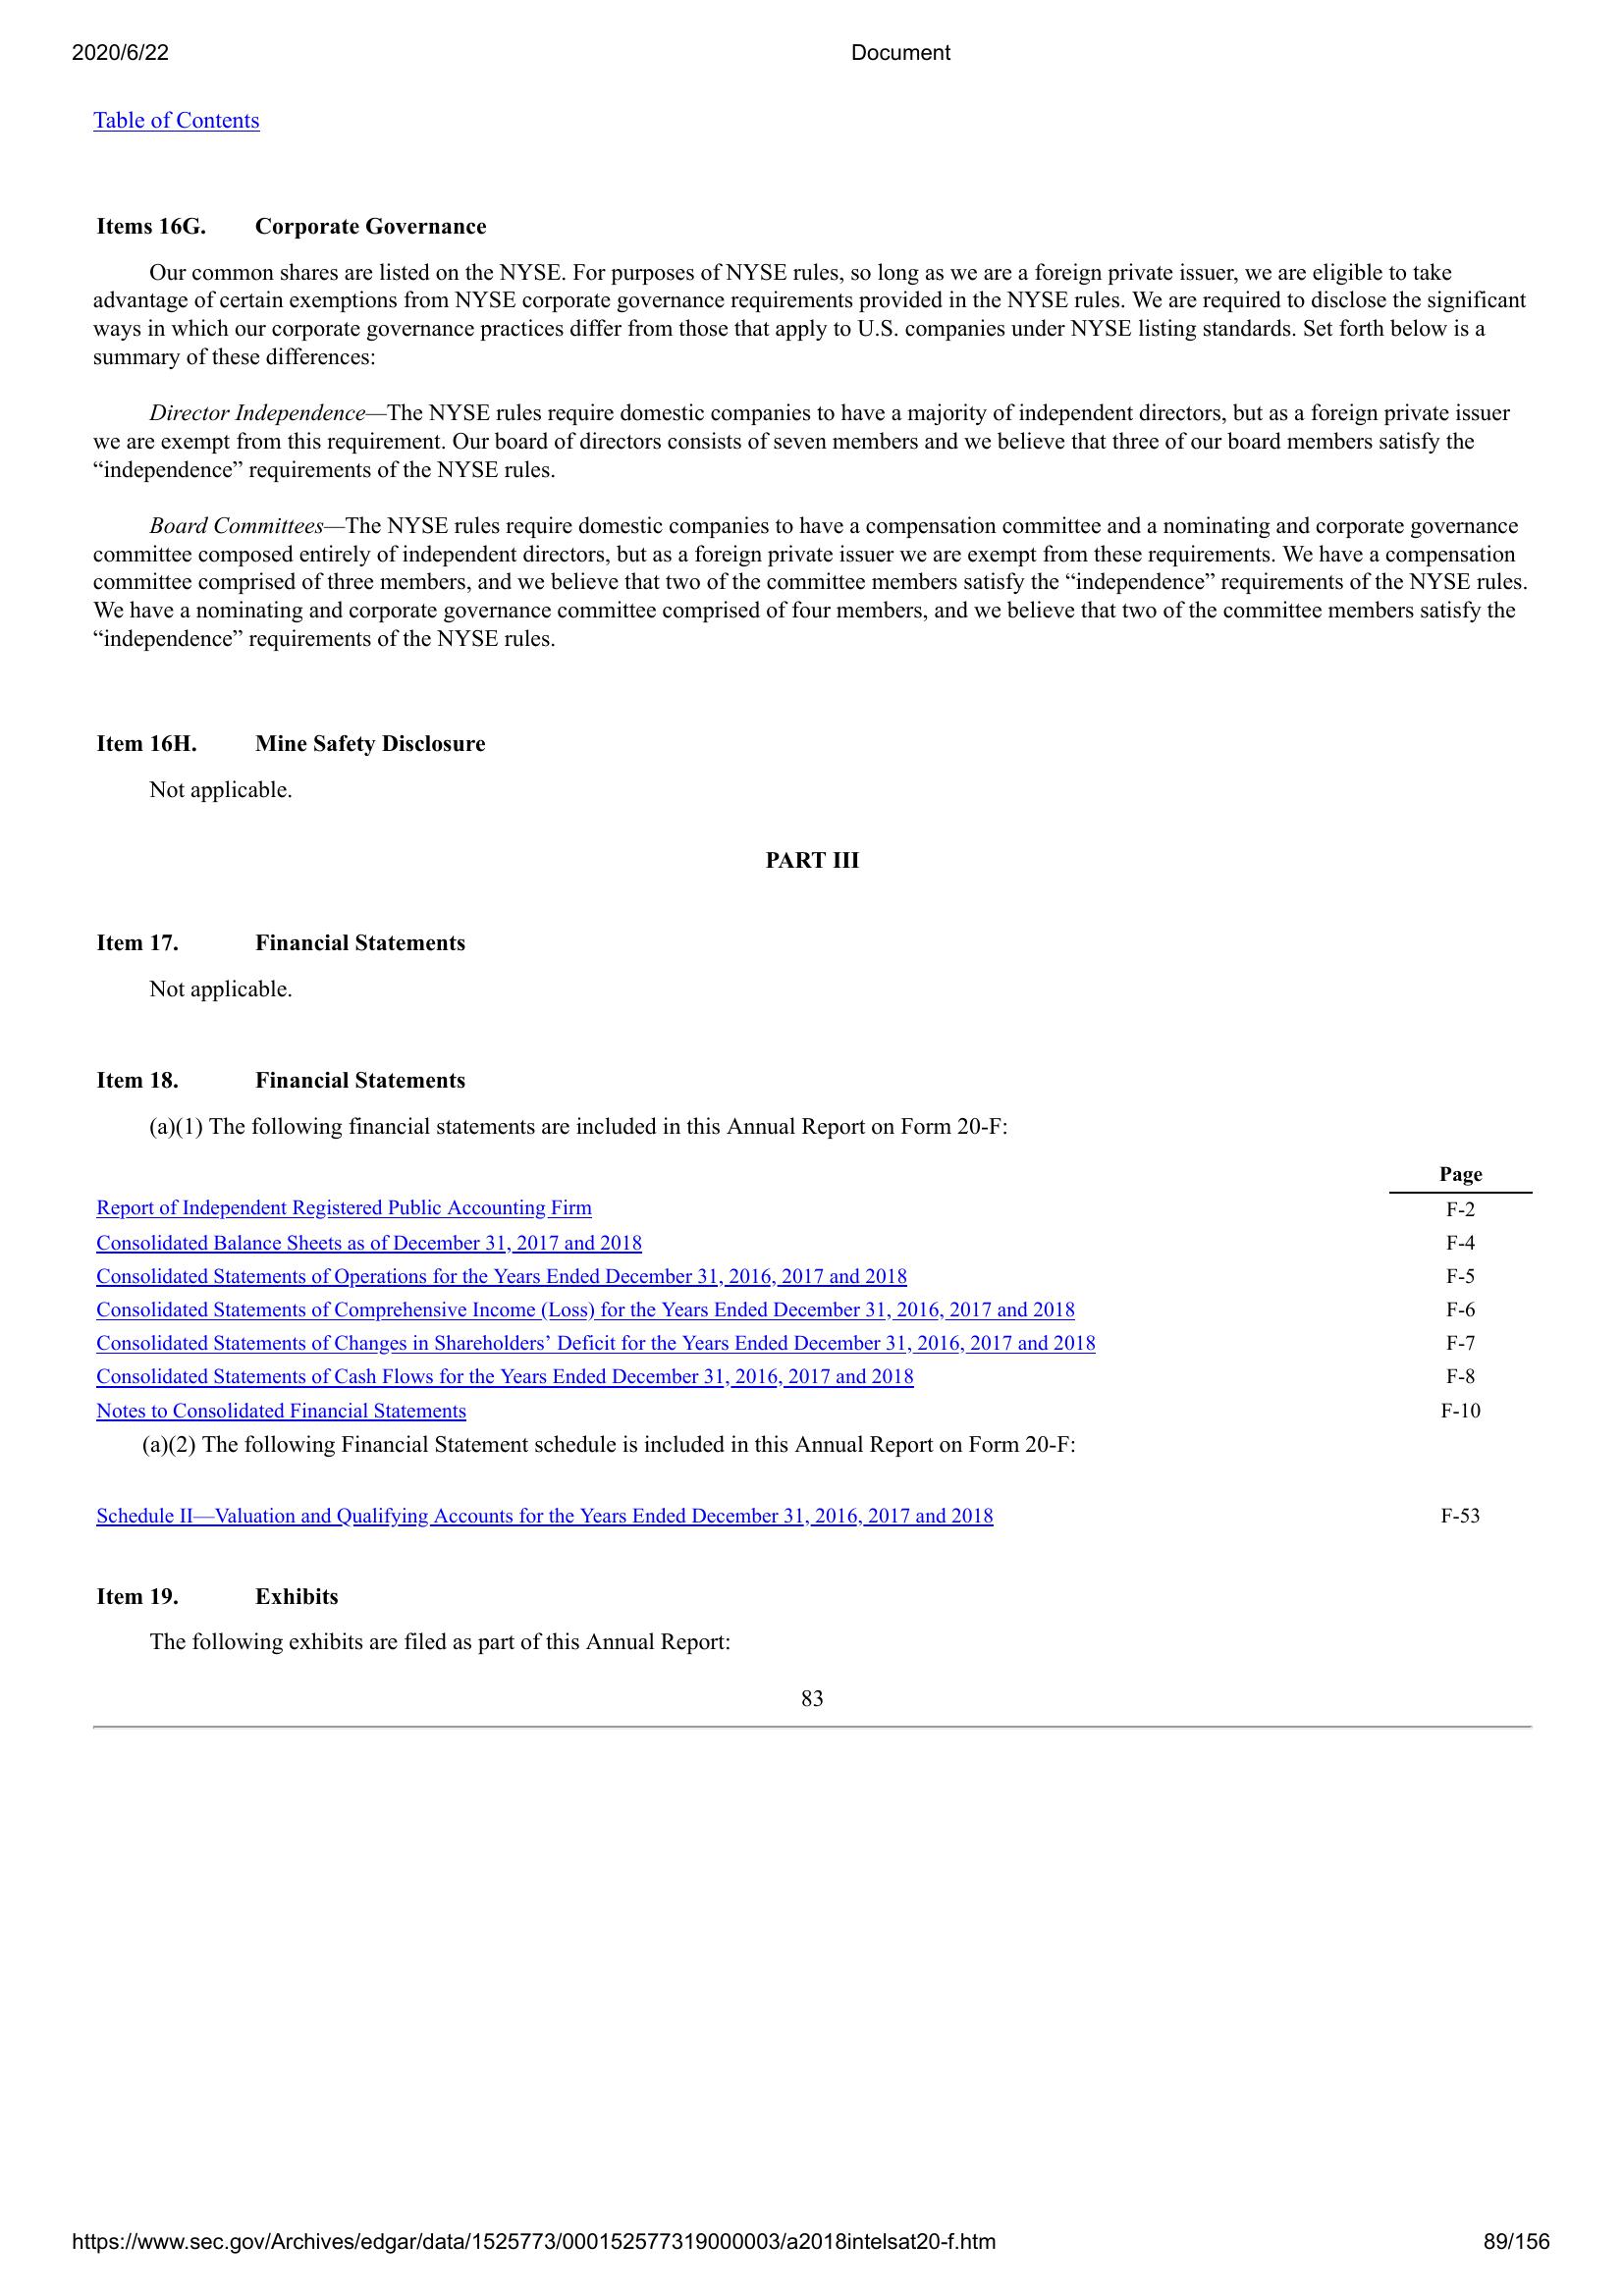 2020/6/22 Document
Table of Contents
Items 16G. Corporate Governance
Our common shares are listed on the NYSE. For purposes of NYSE rules, so long as we are a foreign private issuer, we are eligible to take
advantage of certain exemptions from NYSE corporate governance requirements provided in the NYSE rules. We are required to disclose the significant
ways in which our corporate governance practices differ from those that apply to U.S. companies under NYSE listing standards. Set forth below is a
summary of these differences:
Director Independence—The NYSE rules require domestic companies to have a majority of independent directors, but as a foreign private issuer
we are exempt from this requirement. Our board of directors consists of seven members and we believe that three of our board members satisfy the
“independence” requirements of the NYSE rules.
Board Committees—The NYSE rules require domestic companies to have a compensation committee and a nominating and corporate governance
committee composed entirely of independent directors, but as a foreign private issuer we are exempt from these requirements. We have a compensation
committee comprised of three members, and we believe that two of the committee members satisfy the “independence” requirements of the NYSE rules.
We have a nominating and corporate governance committee comprised of four members, and we believe that two of the committee members satisfy the
“independence” requirements of the NYSE rules.
Item 16H. Mine Safety Disclosure
Not applicable.
PART III
Item 17. Financial Statements
Not applicable.
Item 18. Financial Statements
(a)(1) The following financial statements are included in this Annual Report on Form 20-F:
Page
Report of Independent Registered Public Accounting Firm F-2
Consolidated Balance Sheets as of December 31, 2017 and 2018 F-4
Consolidated Statements of Operations for the Years Ended December 31, 2016, 2017 and 2018 F-5
Consolidated Statements of Comprehensive Income (Loss) for the Years Ended December 31, 2016, 2017 and 2018 F-6
Consolidated Statements of Changes in Shareholders’ Deficit for the Years Ended December 31, 2016, 2017 and 2018 F-7
Consolidated Statements of Cash Flows for the Years Ended December 31, 2016, 2017 and 2018 F-8
Notes to Consolidated Financial Statements F-10
(a)(2) The following Financial Statement schedule is included in this Annual Report on Form 20-F:
Schedule II—Valuation and Qualifying Accounts for the Years Ended December 31, 2016, 2017 and 2018 F-53
Item 19. Exhibits
The following exhibits are filed as part of this Annual Report:
83
https://www.sec.gov/Archives/edgar/data/1525773/000152577319000003/a2018intelsat20-f.htm 89/156